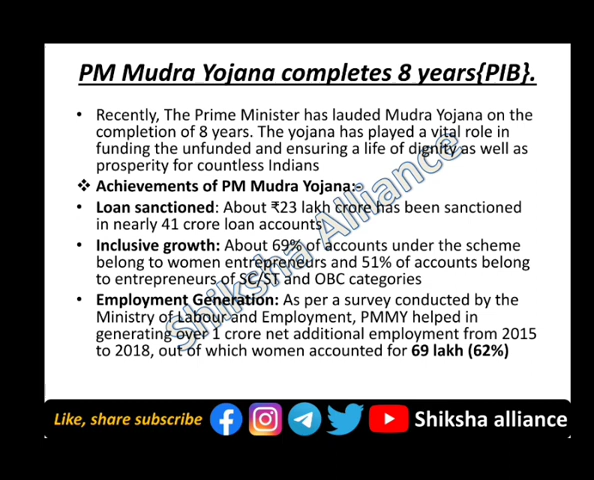 PM Mudra Yojana completes 8 years{PIB}.
• Recently, The Prime Minister has lauded Mudra Yojana on the
completion of 8 years. The yojana has played a vital role in
funding the unfunded and ensuring a life of dignity as well as
prosperity for countless Indians
❖ Achievements of PM Mudra Yojana:-
• Loan sanctioned: About ₹23 lakh crore has been sanctioned
in nearly 41 crore loan accounts
• Inclusive growth: About 69% of accounts under the scheme
belong to women entrepreneurs and 51% of accounts belong
to entrepreneurs of SC/ST and OBC categories
• Employment Generation: As per a survey conducted by the
Ministry of Labour and Employment, PMMY helped in
generating over 1 crore net additional employment from 2015
to 2018, out of which women accounted for 69 lakh (62%)
Shiksha Alliance
Like, share subscribe Shiksha alliance